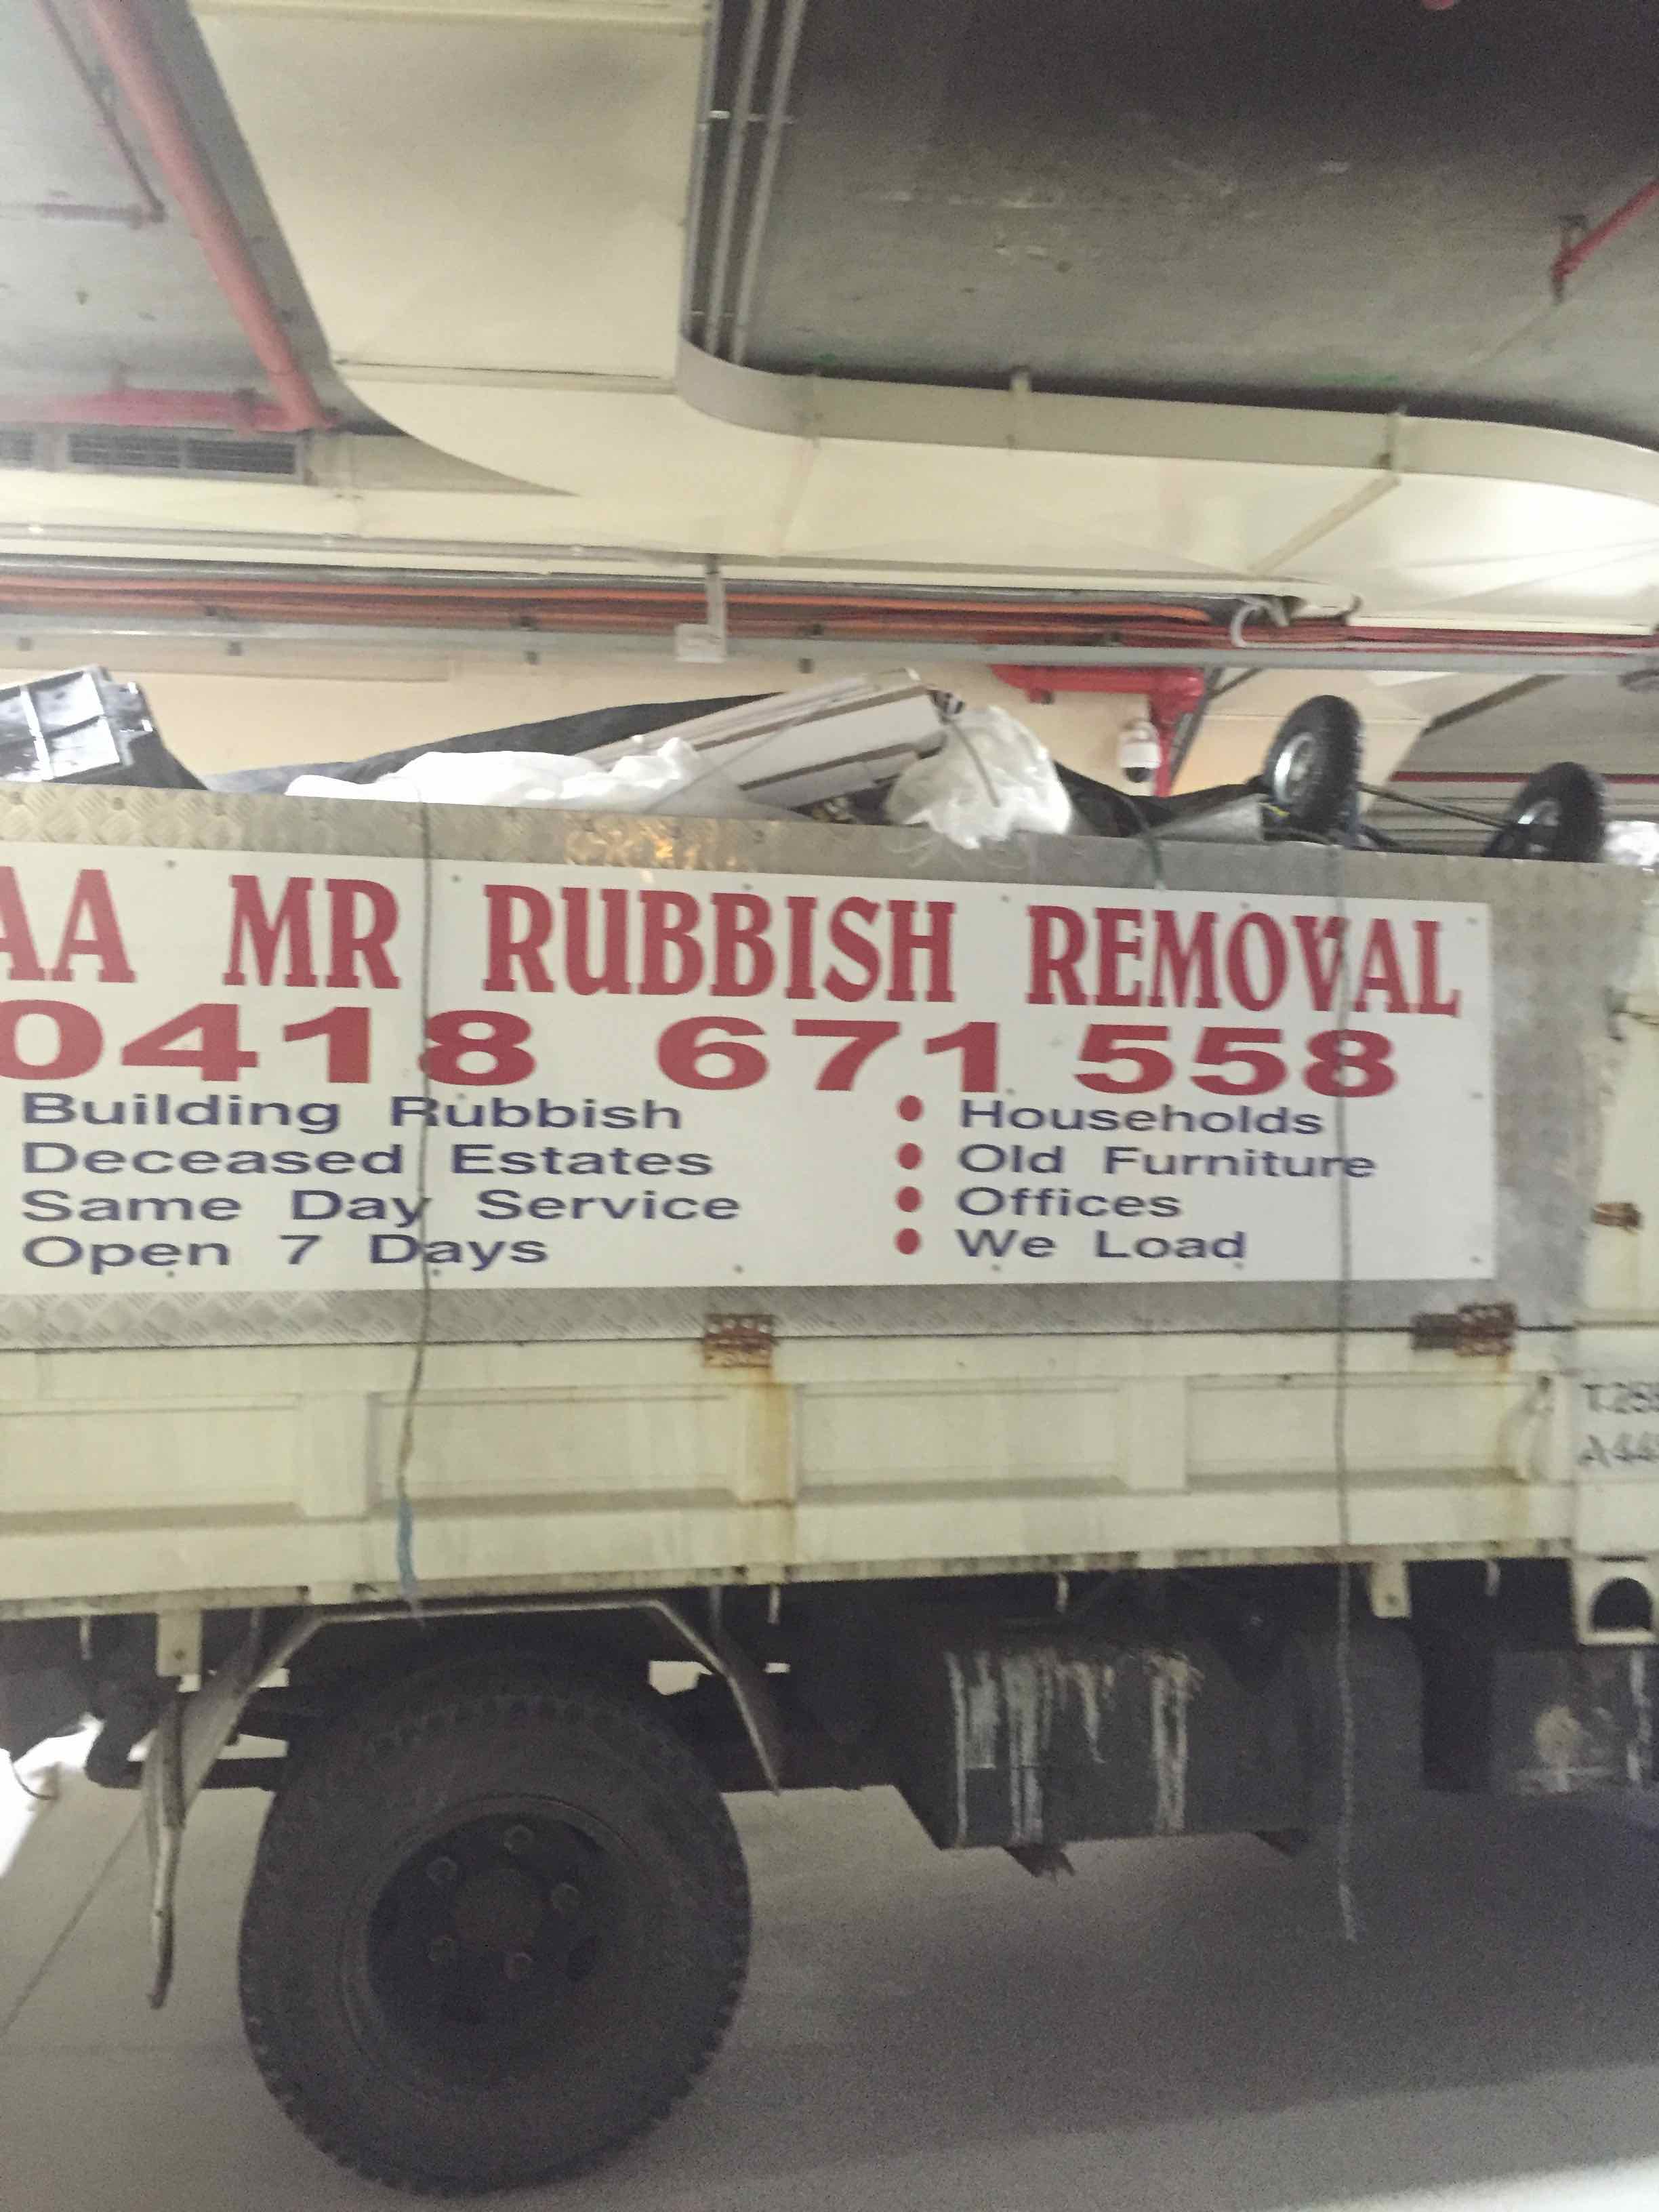 AA MR RUBBISH REMOVAL
0418 671 558
Building Rubbish
Deceased Estates
Same Day Service
Open 7 Days
• Households
• Old Furniture
• Offices
• We Load